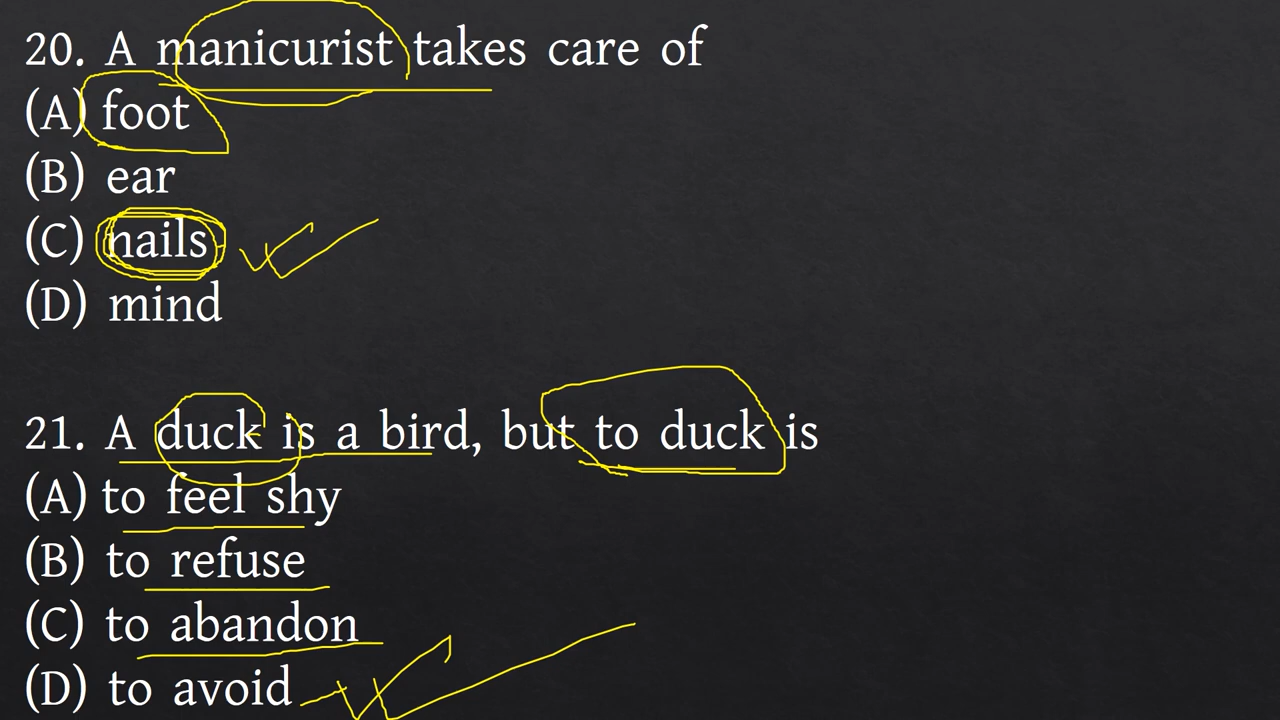 20. A manicurist takes care of
(A) foot
(B) ear
(C) nails
(D) mind
21. A duck is a bird, but to duck is
(A) to feel shy
(B) to refuse
(C) to abandon
(D) to avoid